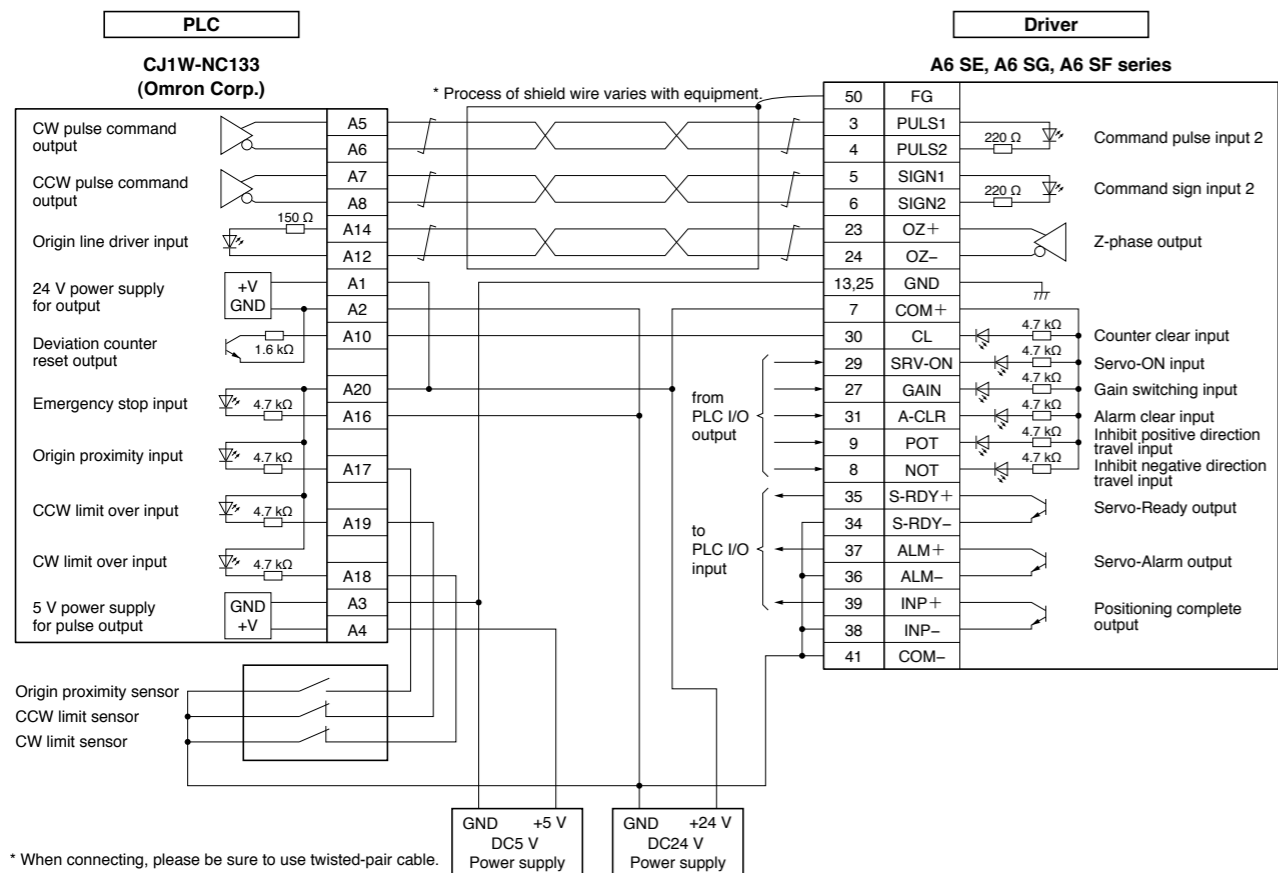 PLC
CJ1W-NC133
(Omron Corp.)
CW pulse command
output
CCW pulse command
output
150 Ω
Origin line driver input
24 V power supply
for output
+V
GND
Deviation counter
reset output
1.6 kΩ
Emergency stop input
4.7 kΩ
Origin proximity input
4.7 kΩ
CCW limit over input
4.7 kΩ
CW limit over input
4.7 kΩ
5 V power supply
for pulse output
GND
+V
A5
A6
A7
A8
A14
A12
A1
A2
A10
A20
A16
A17
A19
A18
A3
A4
* Process of shield wire varies with equipment.
from
PLC I/O
output
to
PLC I/O
input
Driver
A6 SE, A6 SG, A6 SF series
50 FG
3 PULS1
4 PULS2
220 Ω
Command pulse input 2
5 SIGN1
6 SIGN2
220 Ω
Command sign input 2
23 OZ+
24 OZ−
Z-phase output
13,25 GND
7 COM+
30 CL 4.7 kΩ Counter clear input
29 SRV-ON 4.7 kΩ Servo-ON input
27 GAIN 4.7 kΩ Gain switching input
31 A-CLR 4.7 kΩ Alarm clear input
9 POT 4.7 kΩ Inhibit positive direction
travel input
8 NOT 4.7 kΩ Inhibit negative direction
travel input
35 S-RDY+
34 S-RDY−
Servo-Ready output
37 ALM+
36 ALM−
Servo-Alarm output
39 INP+
38 INP−
Positioning complete
output
41 COM−
Origin proximity sensor
CCW limit sensor
CW limit sensor
GND +5 V
DC5 V
Power supply
GND +24 V
DC24 V
Power supply
* When connecting, please be sure to use twisted-pair cable.